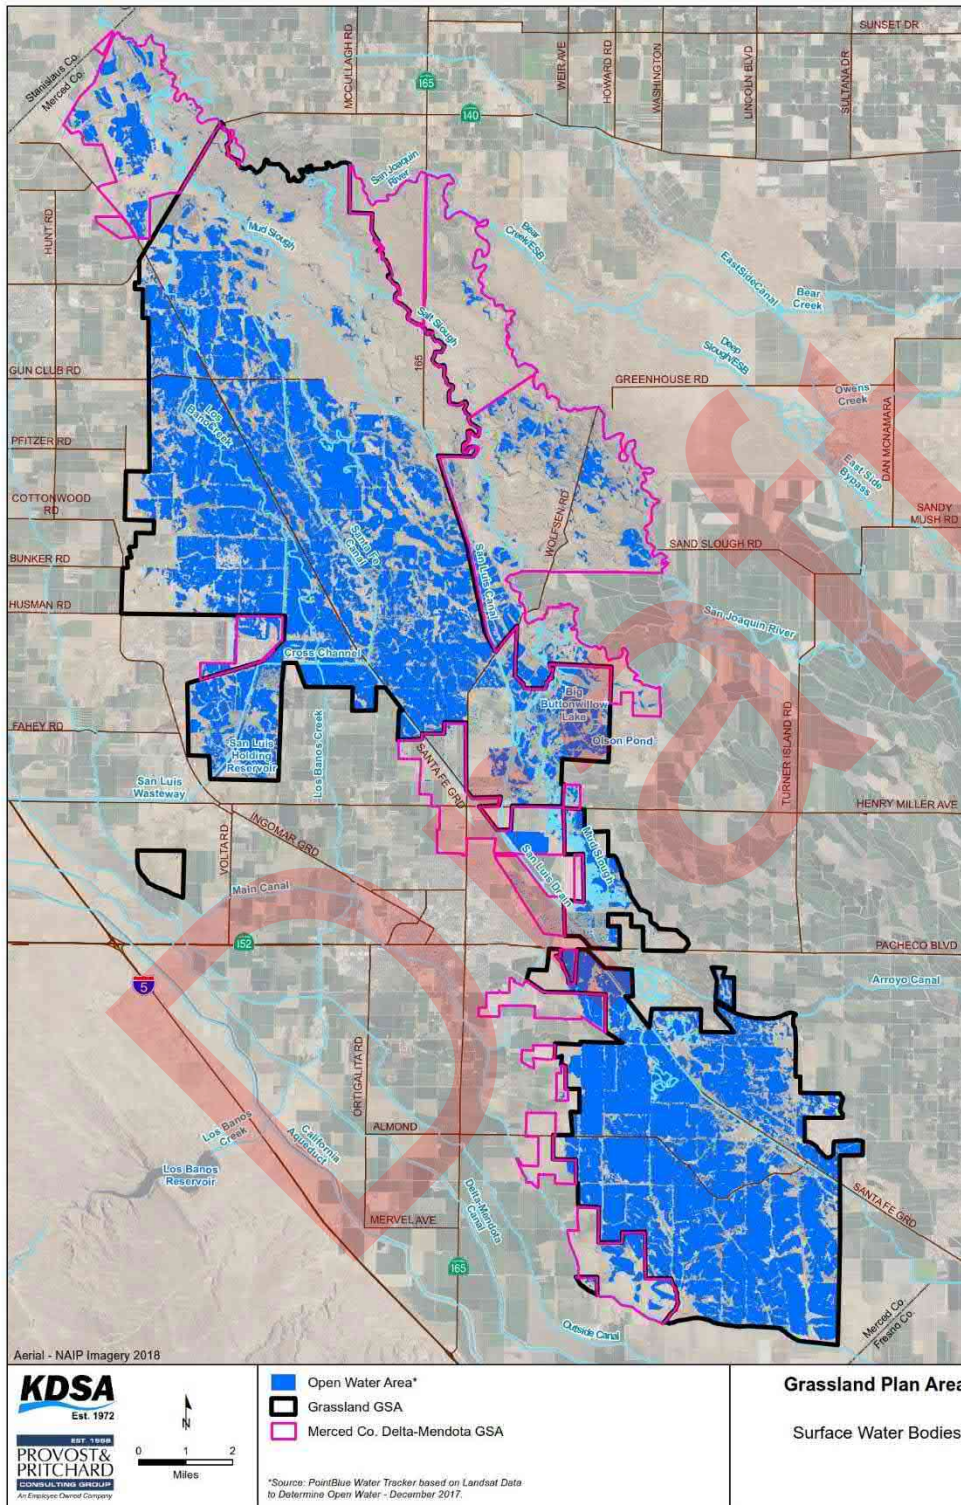 SUNSET DR
Stanislaus Co.
Merced Co.
MCCULLAGH RD
165
140
WEIR AVE
HOWARD RD
WASHINGTON
LINCOLN BLVD
SULTANA DR
San Joaquin
River
HUNT RD
Mud Slough
Bear
Creek/ESB
EastSideCanal
Bear
Creek
Salt Slough
165
Deep
Slough/ESB
GUN CLUB RD
GREENHOUSE RD
Owens
Creek
DAN MCNAMARA
Los
Banos Creek
PFITZER RD
East Side
Bypass
COTTONWOOD
RD
SANDY
MUSH RD
WOLFSEN RD
Santa Fe
Canal
BUNKER RD
SAND SLOUGH RD
San Luis Canal
HUSMAN RD
San Joaquin
River
Cross Channel
Big
Buttonwillow
Lake
FAHEY RD
San Luis
Holding
Reservoir
Los Banos Creek
Olson Pond
SANTA FE GRD
TURNER ISLAND RD
San Luis
Wasteway
HENRY MILLER AVE
VOLTA RD
INGOMAR GRD
San Luis Drain
Mud Slough
Main Canal
152
PACHECO BLVD
5
Arroyo Canal
ORTIGALITA RD
Los Banos
Creek
California
Aqueduct
ALMOND
Los Banos
Reservoir
Delta-Mendota
Canal
SANTA FE GRD
MERVEL AVE
165
Outside Canal
Merced Co.
Fresno Co.
Draft
Aerial - NAIP Imagery 2018
KDSA
Est. 1972
EST. 1968
PROVOST&
PRITCHARD
CONSULTING GROUP
An Employee Owned Company
N
0 1 2
Miles
Open Water Area*
Grassland GSA
Merced Co. Delta-Mendota GSA
*Source: PointBlue Water Tracker based on Landsat Data
to Determine Open Water - December 2017.
Grassland Plan Area
Surface Water Bodies